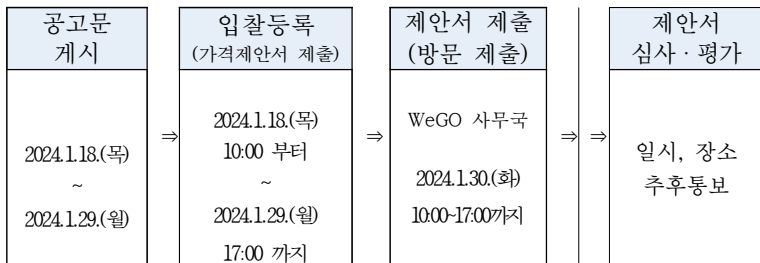 공고문
게시
2024.1.18.(목)
~
2024.1.29.(월)
⇒
입찰등록
(가격제안서 제출)
2024.1.18.(목)
10:00 부터
~
2024.1.29.(월)
17:00 까지
⇒
제안서 제출
(방문 제출)
WeGO 사무국
2024.1.30.(화)
10:00~17:00까지
⇒
⇒
제안서
심사 · 평가
일시, 장소
추후통보